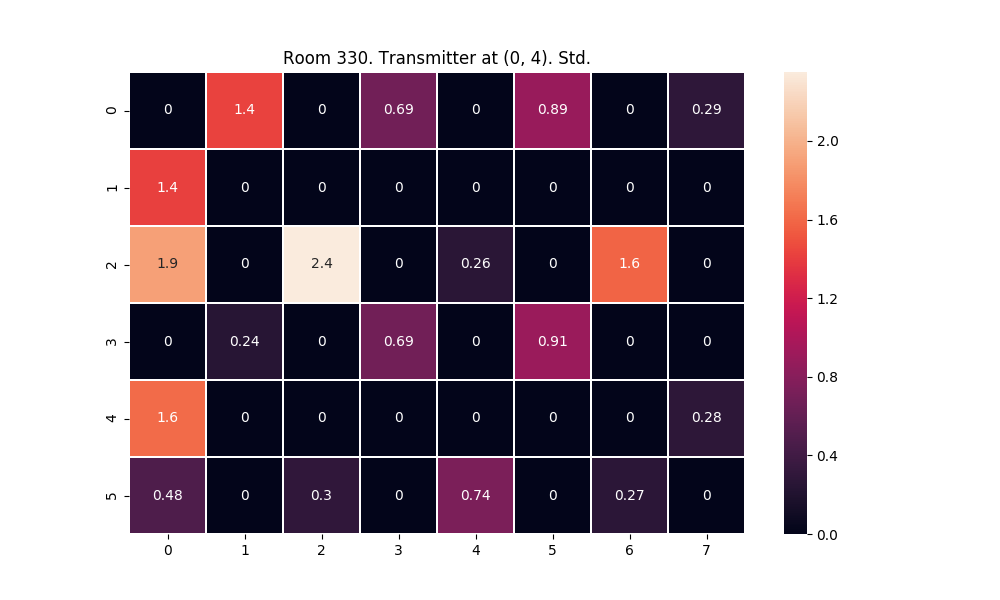 Room 330. Transmitter at (0, 4). Std.
0 0 1.4 0 0.69 0 0.89 0 0.29
1 1.4 0 0 0 0 0 0 0
2 1.9 0 2.4 0 0.26 0 1.6 0
3 0 0.24 0 0.69 0 0.91 0 0
4 1.6 0 0 0 0 0 0 0.28
5 0.48 0 0.3 0 0.74 0 0.27 0
0 1 2 3 4 5 6 7
2.0
1.6
1.2
0.8
0.4
0.0